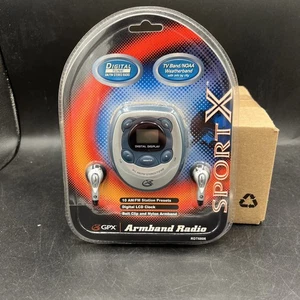 DIGITAL
TUNING
TV Band/NOAA
Weatherband
SPORT X
DIGITAL DISPLAY
10 AM/FM Station Presets
Digital LCD Clock
Belt Clip and Nylon Armband
GPX
Armband Radio